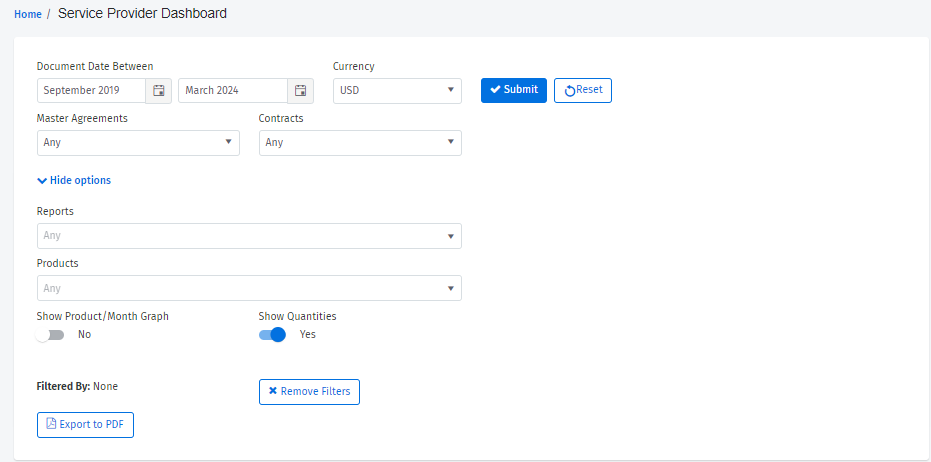 Home / Service Provider Dashboard
Document Date Between Currency
September 2019 March 2024 USD Submit Reset
Master Agreements Contracts
Any Any
Hide options
Reports
Any
Products
Any
Show Product/Month Graph Show Quantities
No Yes
Filtered By: None Remove Filters
Export to PDF